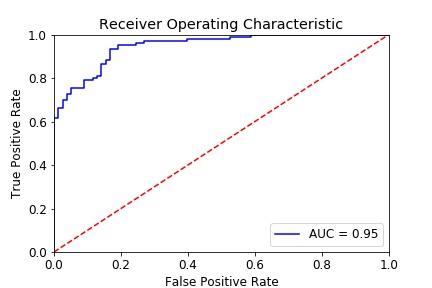 Receiver Operating Characteristic
True Positive Rate
1.0
0.8
0.6
0.4
0.2
0.0
AUC = 0.95
0.0 0.2 0.4 0.6 0.8 1.0
False Positive Rate